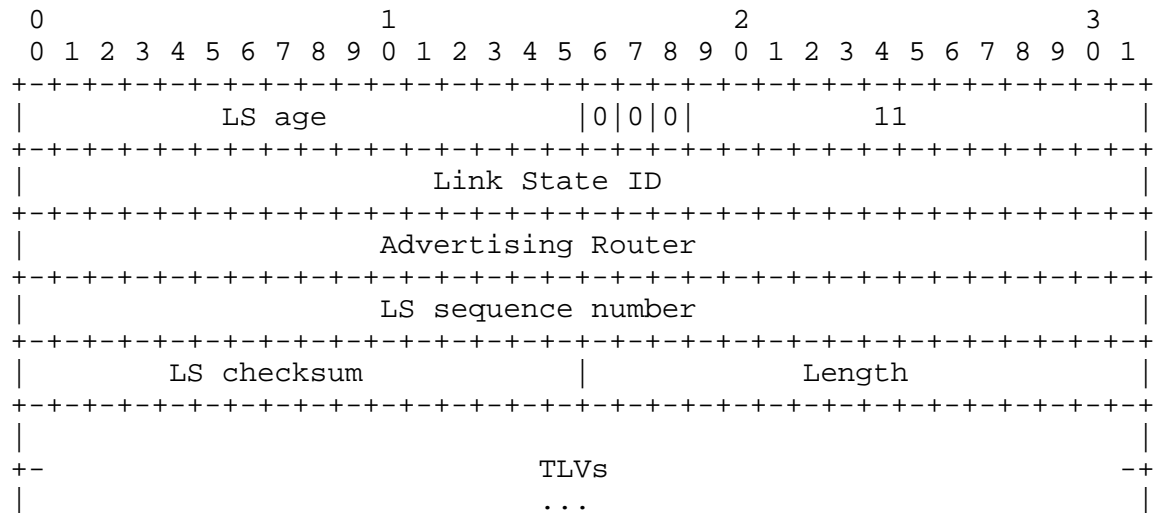 0                   1                   2                   3
 0 1 2 3 4 5 6 7 8 9 0 1 2 3 4 5 6 7 8 9 0 1 2 3 4 5 6 7 8 9 0 1
+-+-+-+-+-+-+-+-+-+-+-+-+-+-+-+-+-+-+-+-+-+-+-+-+-+-+-+-+-+-+-+-+
|           LS age              |0|0|0|          11             |
+-+-+-+-+-+-+-+-+-+-+-+-+-+-+-+-+-+-+-+-+-+-+-+-+-+-+-+-+-+-+-+-+
|                       Link State ID                           |
+-+-+-+-+-+-+-+-+-+-+-+-+-+-+-+-+-+-+-+-+-+-+-+-+-+-+-+-+-+-+-+-+
|                    Advertising Router                         |
+-+-+-+-+-+-+-+-+-+-+-+-+-+-+-+-+-+-+-+-+-+-+-+-+-+-+-+-+-+-+-+-+
|                    LS sequence number                         |
+-+-+-+-+-+-+-+-+-+-+-+-+-+-+-+-+-+-+-+-+-+-+-+-+-+-+-+-+-+-+-+-+
|        LS checksum            |            Length             |
+-+-+-+-+-+-+-+-+-+-+-+-+-+-+-+-+-+-+-+-+-+-+-+-+-+-+-+-+-+-+-+-+
|                                                               |
+-                            TLVs                             -+
|                             ...                               |